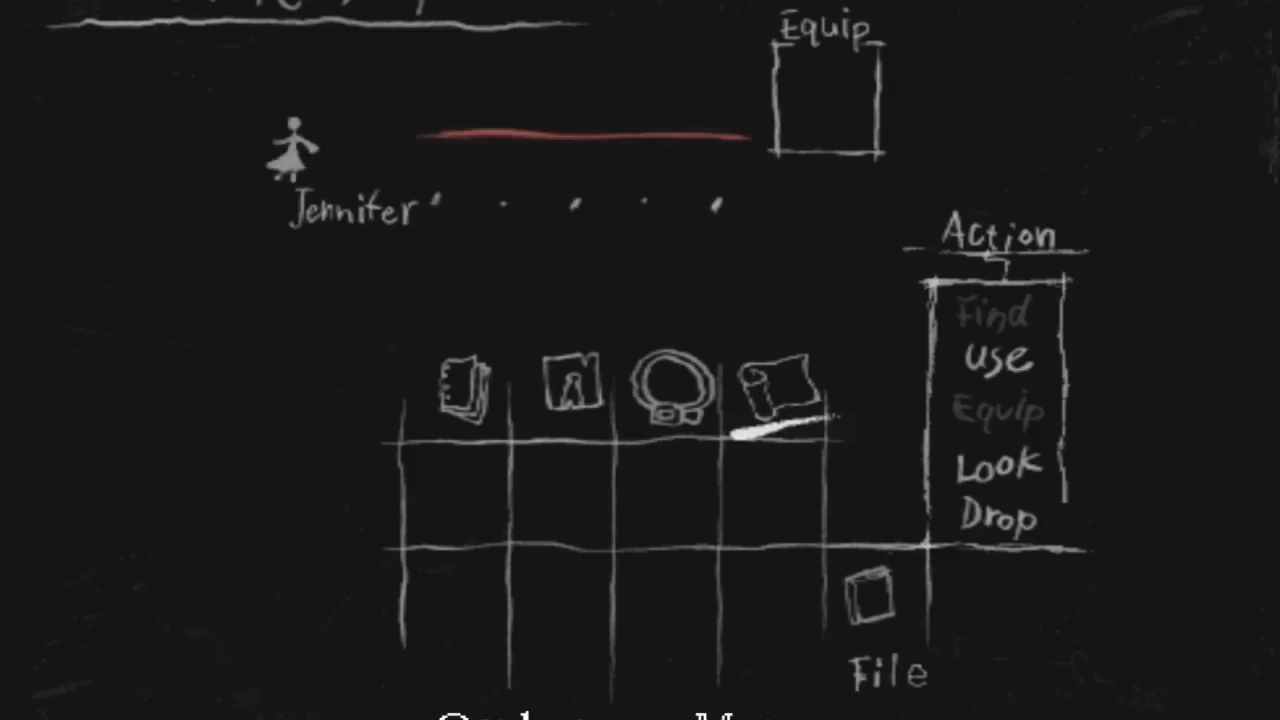 Equip
Jennifer
Action
Find
Use
Equip
Look
Drop
File